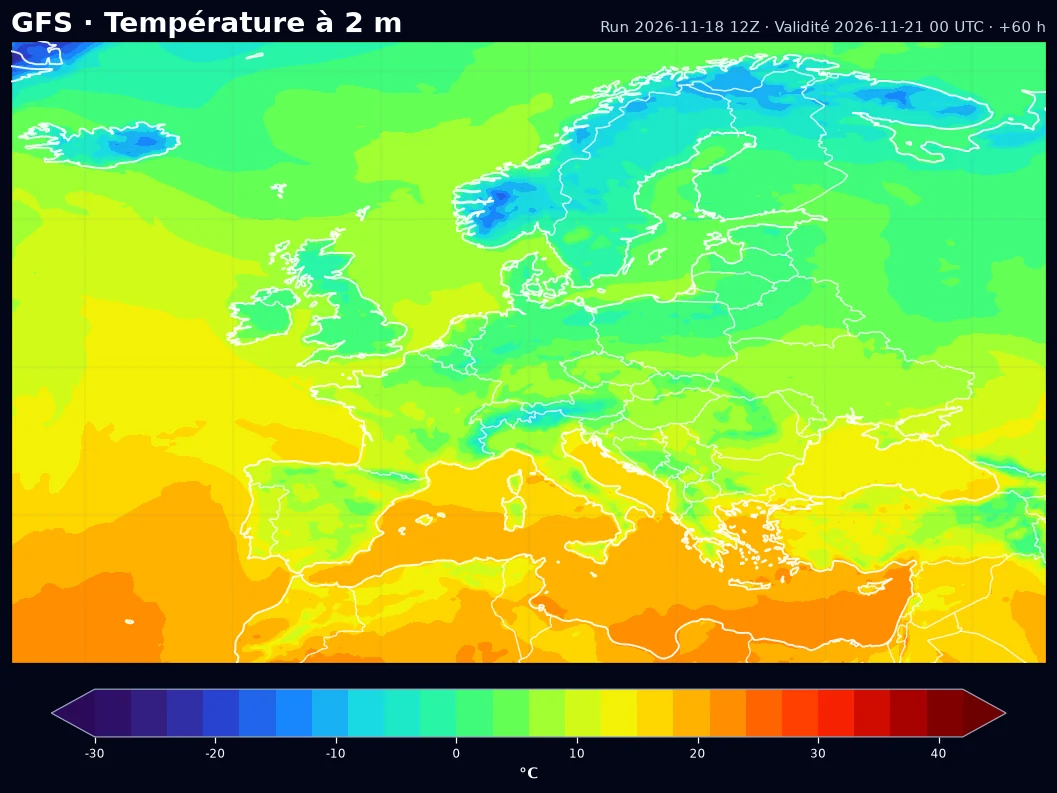 GFS · Température à 2 m
Run 2026-11-18 12Z · Validité 2026-11-21 00 UTC · +60 h
-30 -20 -10 0 10 20 30 40
°C